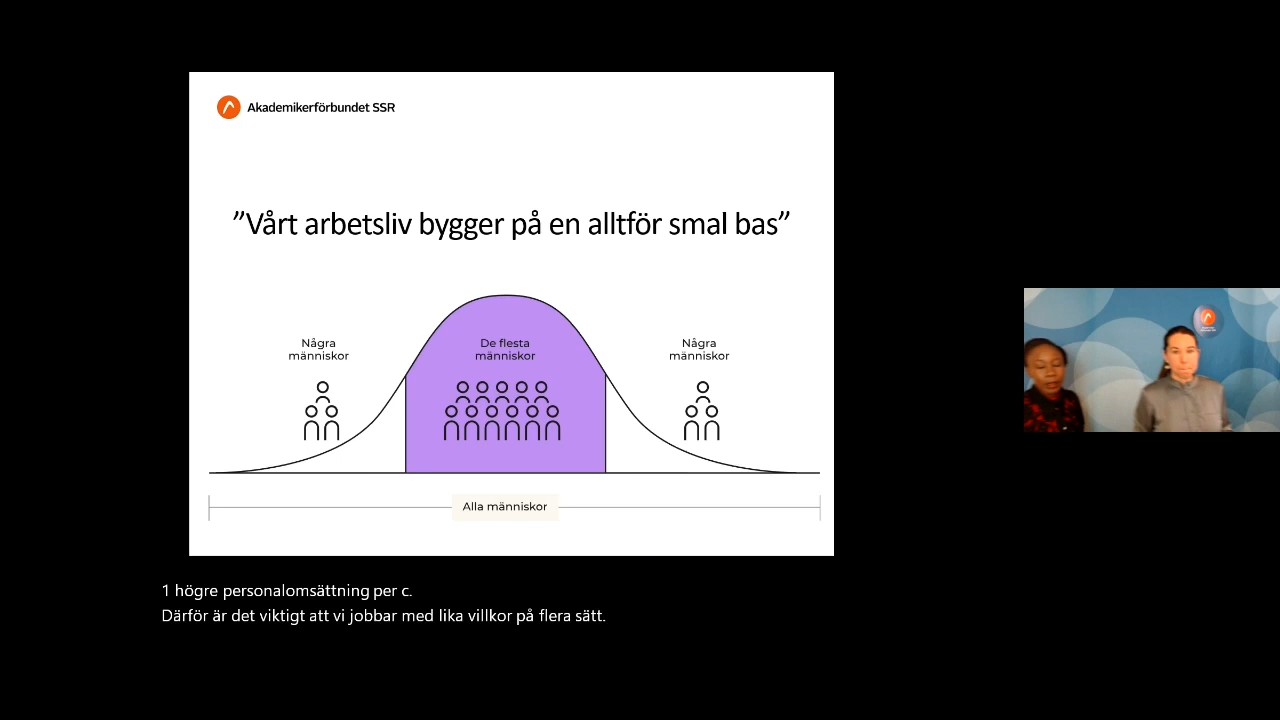 Akademikerförbundet SSR
”Vårt arbetsliv bygger på en alltför smal bas”
Några
människor
De flesta
människor
Några
människor
Alla människor
1 högre personalomsättning per c.
Därför är det viktigt att vi jobbar med lika villkor på flera sätt.